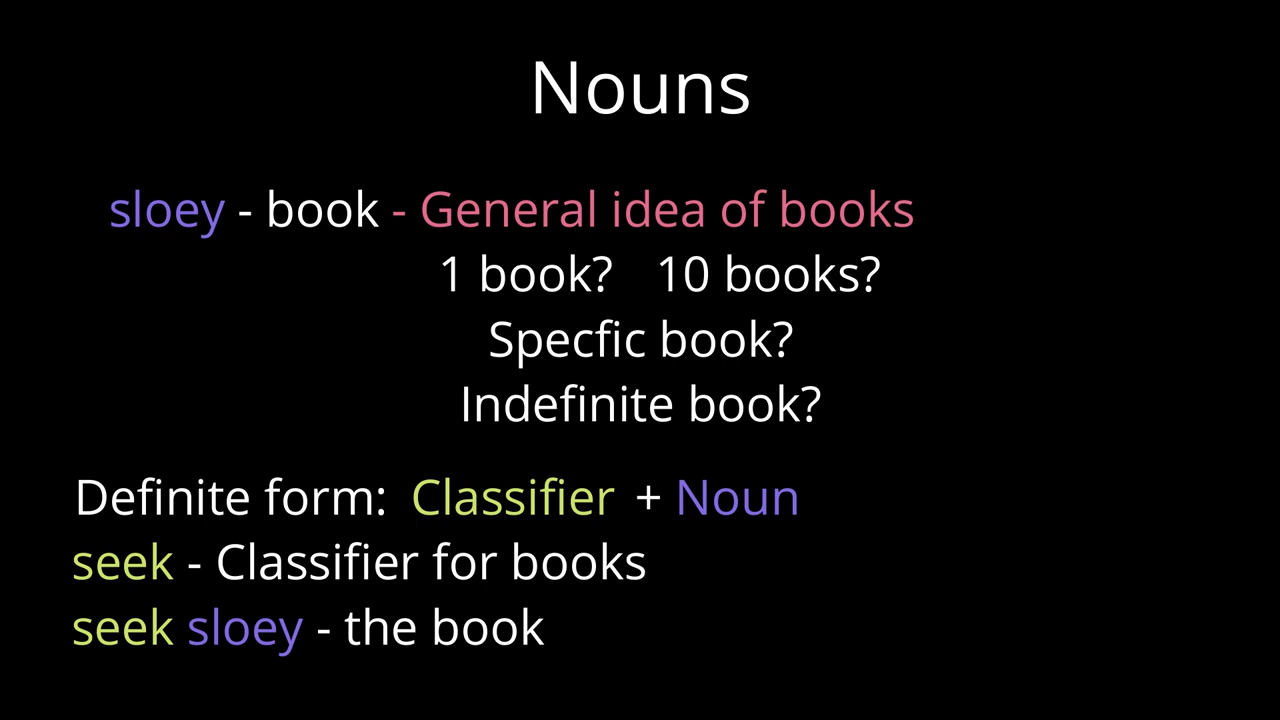 Nouns
sloey - book - General idea of books
1 book? 10 books?
Specfic book?
Indefinite book?
Definite form: Classifier + Noun
seek - Classifier for books
seek sloey - the book